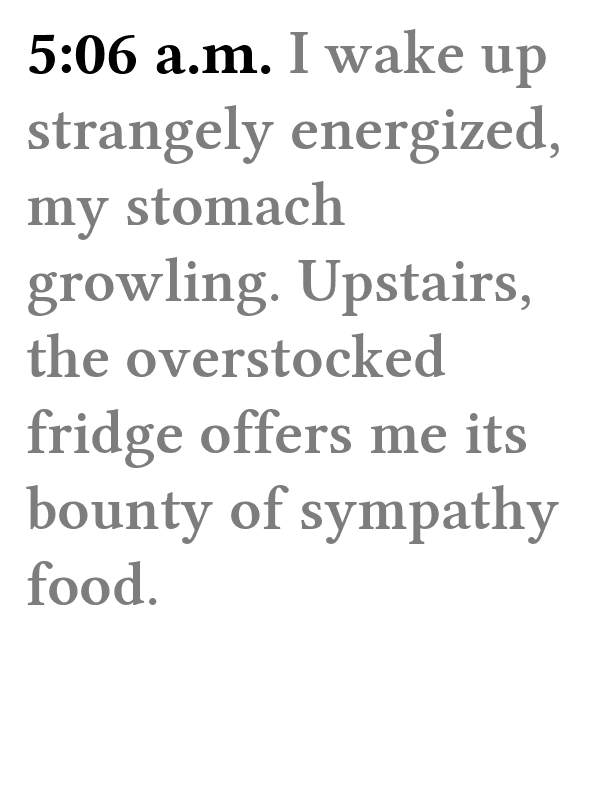 5:06 a.m. I wake up
strangely energized,
my stomach
growling. Upstairs,
the overstocked
fridge offers me its
bounty of sympathy
food.